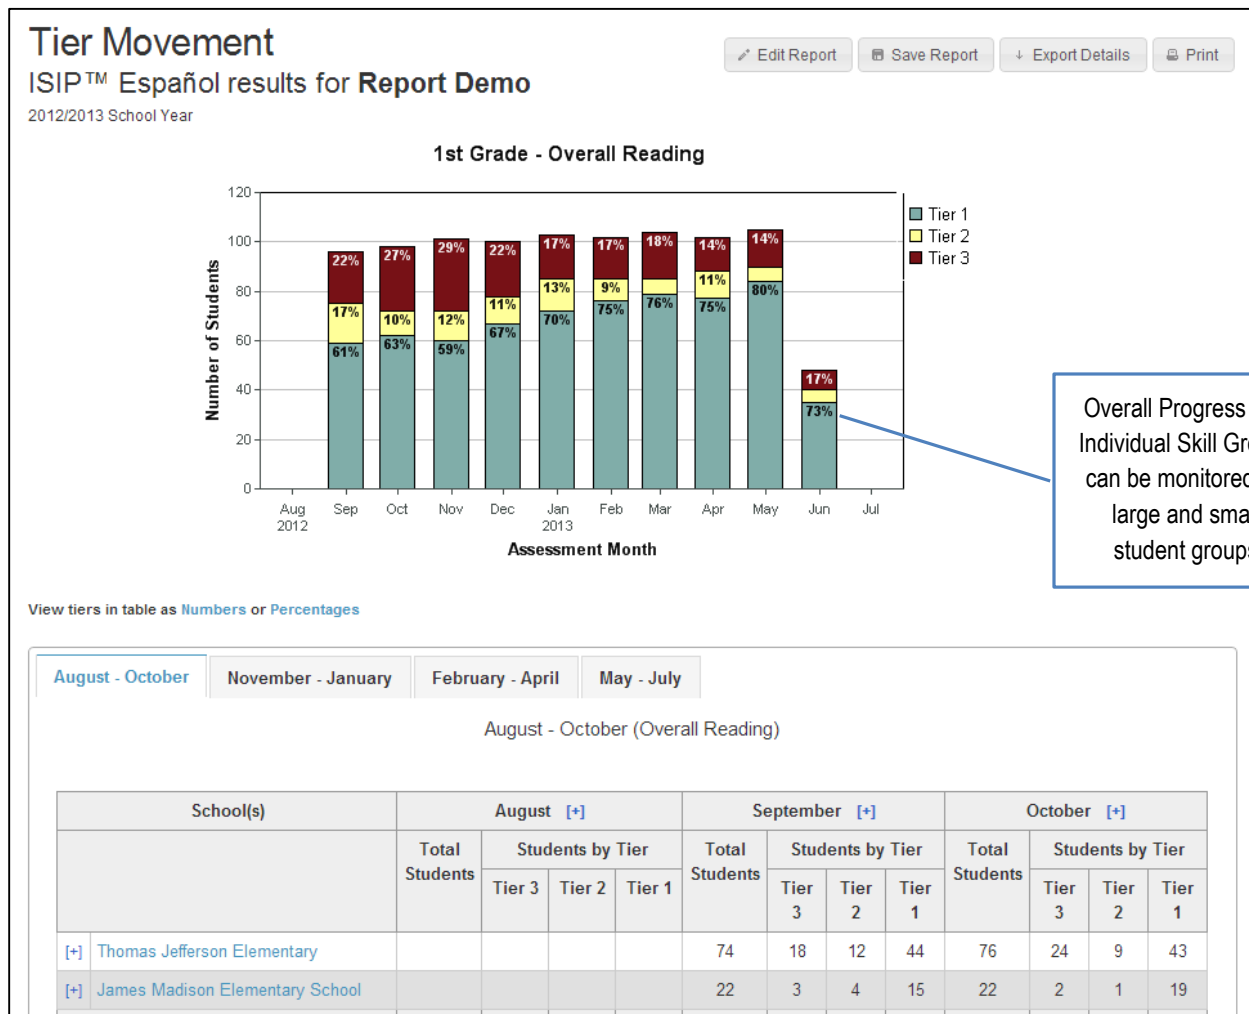 Tier Movement
Edit Report
Save Report
Export Details
Print
ISIP™ Español results for Report Demo
2012/2013 School Year
1st Grade - Overall Reading
120
100
80
60
40
20
0
Number of Students
22%
17%
61%
27%
10%
63%
29%
12%
59%
22%
11%
67%
17%
13%
70%
17%
9%
75%
18%
76%
14%
11%
75%
14%
80%
17%
73%
Tier 1
Tier 2
Tier 3
Aug Sep Oct Nov Dec Jan Feb Mar Apr May Jun Jul
2012 2013
Assessment Month
Overall Progress
Individual Skill
can be monitored
large and
student groups
View tiers in table as Numbers or Percentages
August - October
November - January
February - April
May - July
August - October (Overall Reading)
School(s) August [+] September [+] October [+]
Total Students Students by Tier Total Students Students by Tier Total Students Students by Tier
Tier 3 Tier 2 Tier 1 Tier 3 Tier 2 Tier 1 Tier 3 Tier 2 Tier 1
[+] Thomas Jefferson Elementary 74 18 12 44 76 24 9 43
[+] James Madison Elementary School 22 3 4 15 22 2 1 19